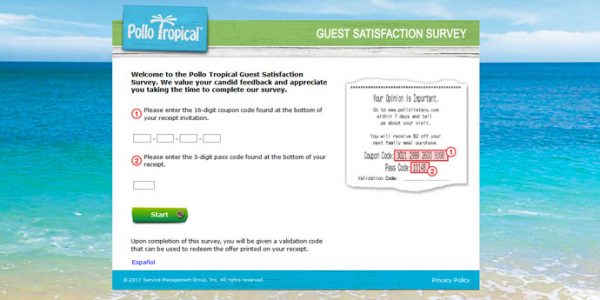 Pollo Tropical®
GUEST SATISFACTION SURVEY
Welcome to the Pollo Tropical Guest Satisfaction
Survey. We value your candid feedback and appreciate
you taking the time to complete our survey.
1 Please enter the 16-digit coupon code found at the bottom of
your receipt invitation.
- - -
2 Please enter the 5-digit pass code found at the bottom of your
receipt.
Start
Upon completion of this survey, you will be given a validation code
that can be used to redeem the offer printed on your receipt.
Español
Your Opinion is Important.
Go to www.pollolistens.com
within 7 days and tell
us about your visit.
You will receive $2 off your
next family meal purchase.
Coupon Code: 0021 2999 2600 9098 1
Pass Code: 11148
2
Validation Code:
© 2017 Service Management Group, Inc. All rights reserved.
Privacy Policy